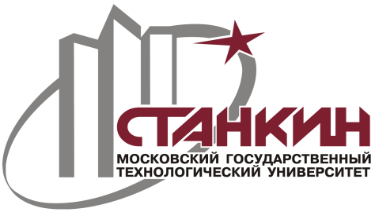 СТАНКИН
МОСКОВСКИЙ ГОСУДАРСТВЕННЫЙ
ТЕХНОЛОГИЧЕСКИЙ УНИВЕРСИТЕТ